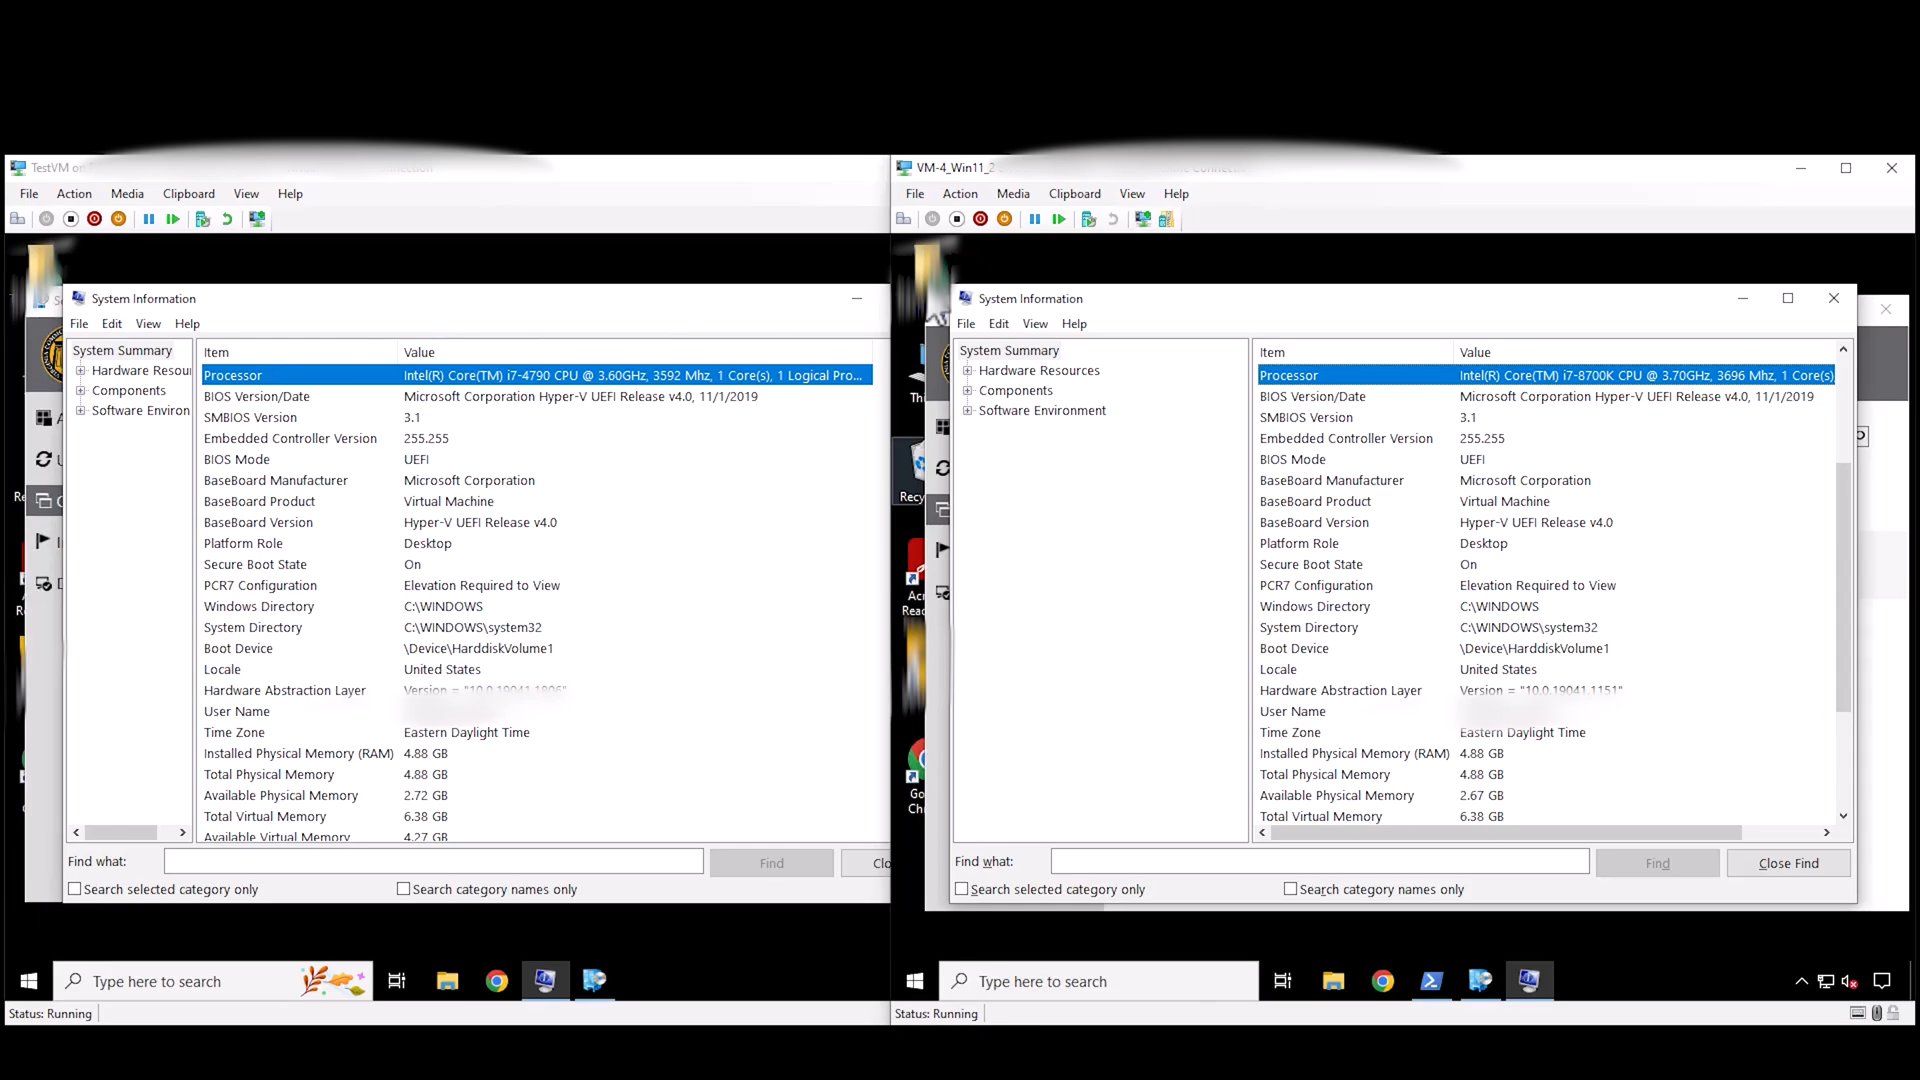 TestVM on
File Action Media Clipboard View Help
System Information
File Edit View Help
System Summary
Hardware Resour
Components
Software Environ
Item Value
Processor Intel(R) Core(TM) i7-4790 CPU @ 3.60GHz, 3592 Mhz, 1 Core(s), 1 Logical Pro...
BIOS Version/Date Microsoft Corporation Hyper-V UEFI Release v4.0, 11/1/2019
SMBIOS Version 3.1
Embedded Controller Version 255.255
BIOS Mode UEFI
BaseBoard Manufacturer Microsoft Corporation
BaseBoard Product Virtual Machine
BaseBoard Version Hyper-V UEFI Release v4.0
Platform Role Desktop
Secure Boot State On
PCR7 Configuration Elevation Required to View
Windows Directory C:\WINDOWS
System Directory C:\WINDOWS\system32
Boot Device \Device\HarddiskVolume1
Locale United States
Hardware Abstraction Layer Version = "10.0.19041.1806"
User Name
Time Zone Eastern Daylight Time
Installed Physical Memory (RAM) 4.88 GB
Total Physical Memory 4.88 GB
Available Physical Memory 2.72 GB
Total Virtual Memory 6.38 GB
Available Virtual Memory 4.27 GB
Find what: Find Clo
Search selected category only Search category names only
Type here to search
Status: Running
VM-4_Win11_2
File Action Media Clipboard View Help
System Information
File Edit View Help
System Summary
Hardware Resources
Components
Software Environment
Item Value
Processor Intel(R) Core(TM) i7-8700K CPU @ 3.70GHz, 3696 Mhz, 1 Core(s)
BIOS Version/Date Microsoft Corporation Hyper-V UEFI Release v4.0, 11/1/2019
SMBIOS Version 3.1
Embedded Controller Version 255.255
BIOS Mode UEFI
BaseBoard Manufacturer Microsoft Corporation
BaseBoard Product Virtual Machine
BaseBoard Version Hyper-V UEFI Release v4.0
Platform Role Desktop
Secure Boot State On
PCR7 Configuration Elevation Required to View
Windows Directory C:\WINDOWS
System Directory C:\WINDOWS\system32
Boot Device \Device\HarddiskVolume1
Locale United States
Hardware Abstraction Layer Version = "10.0.19041.1151"
User Name
Time Zone Eastern Daylight Time
Installed Physical Memory (RAM) 4.88 GB
Total Physical Memory 4.88 GB
Available Physical Memory 2.67 GB
Total Virtual Memory 6.38 GB
Find what: Find Close Find
Search selected category only Search category names only
Thi
Recy
Acr
Read
Go
Chr
Type here to search
Status: Running